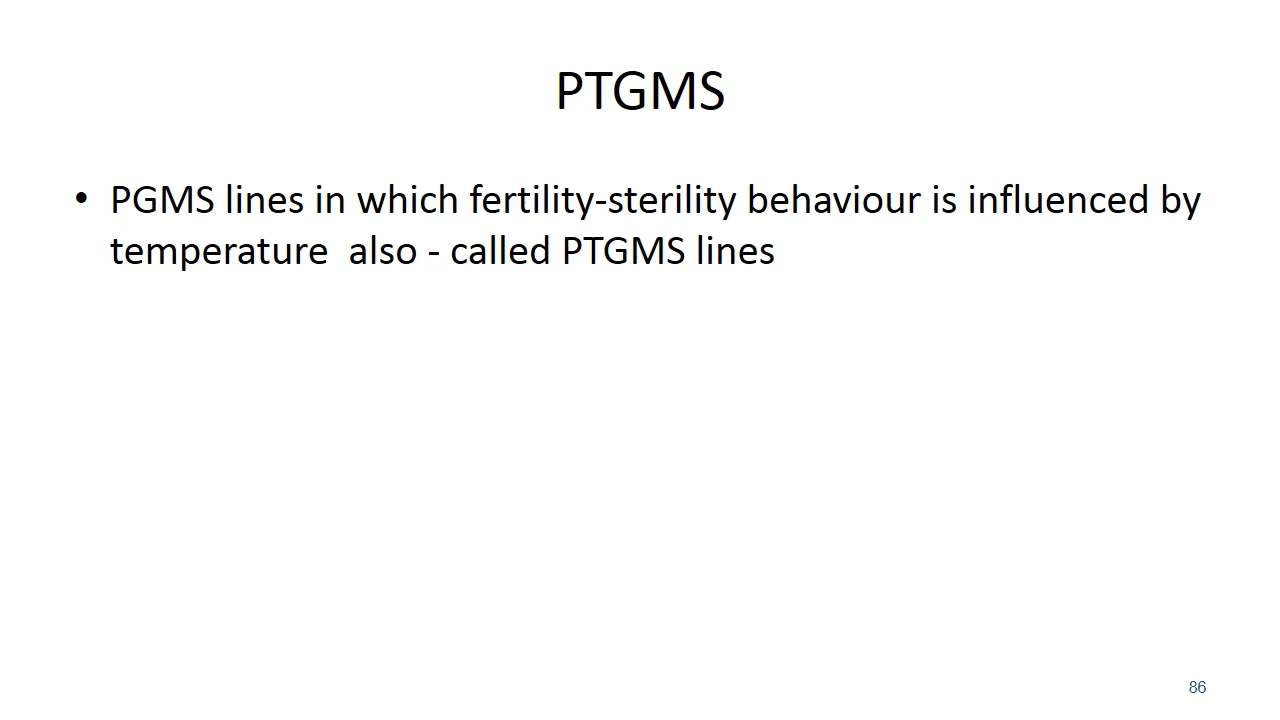 PTGMS
• PGMS lines in which fertility-sterility behaviour is influenced by
temperature  also - called PTGMS lines
86